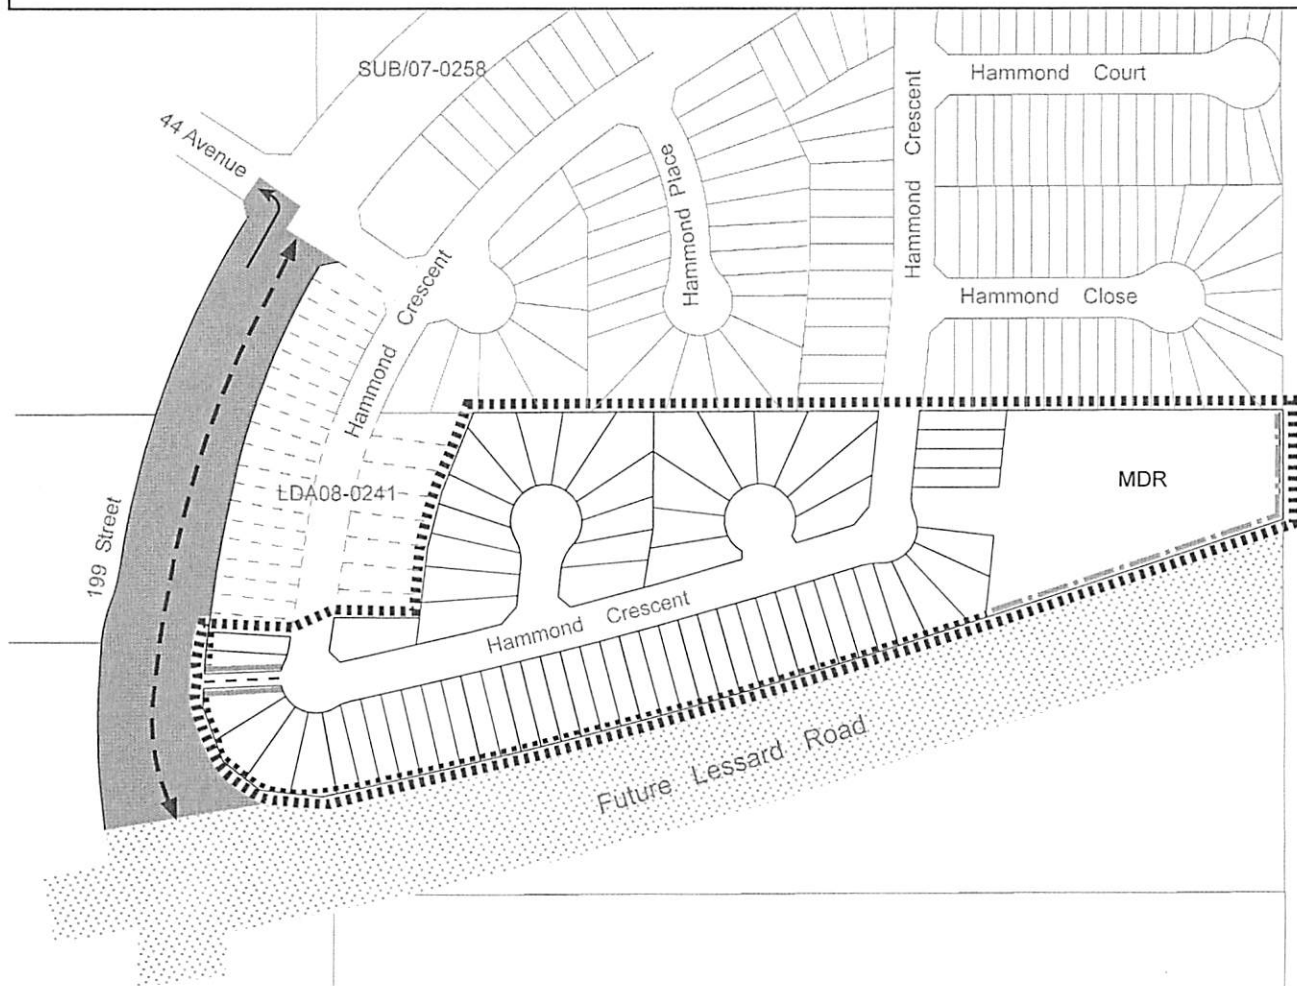 SUB/07-0258
Hammond Court
44 Avenue
Hammond Crescent
Hammond Place
Hammond Crescent
Hammond Close
MDR
LDA08-0241
199 Street
Hammond Crescent
Future Lessard Road